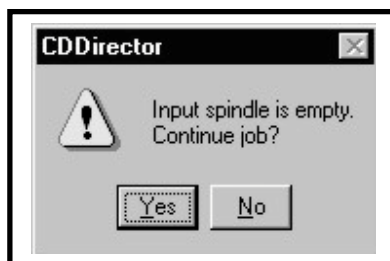 CDDirector
Input spindle is empty.
Continue job?
Yes No